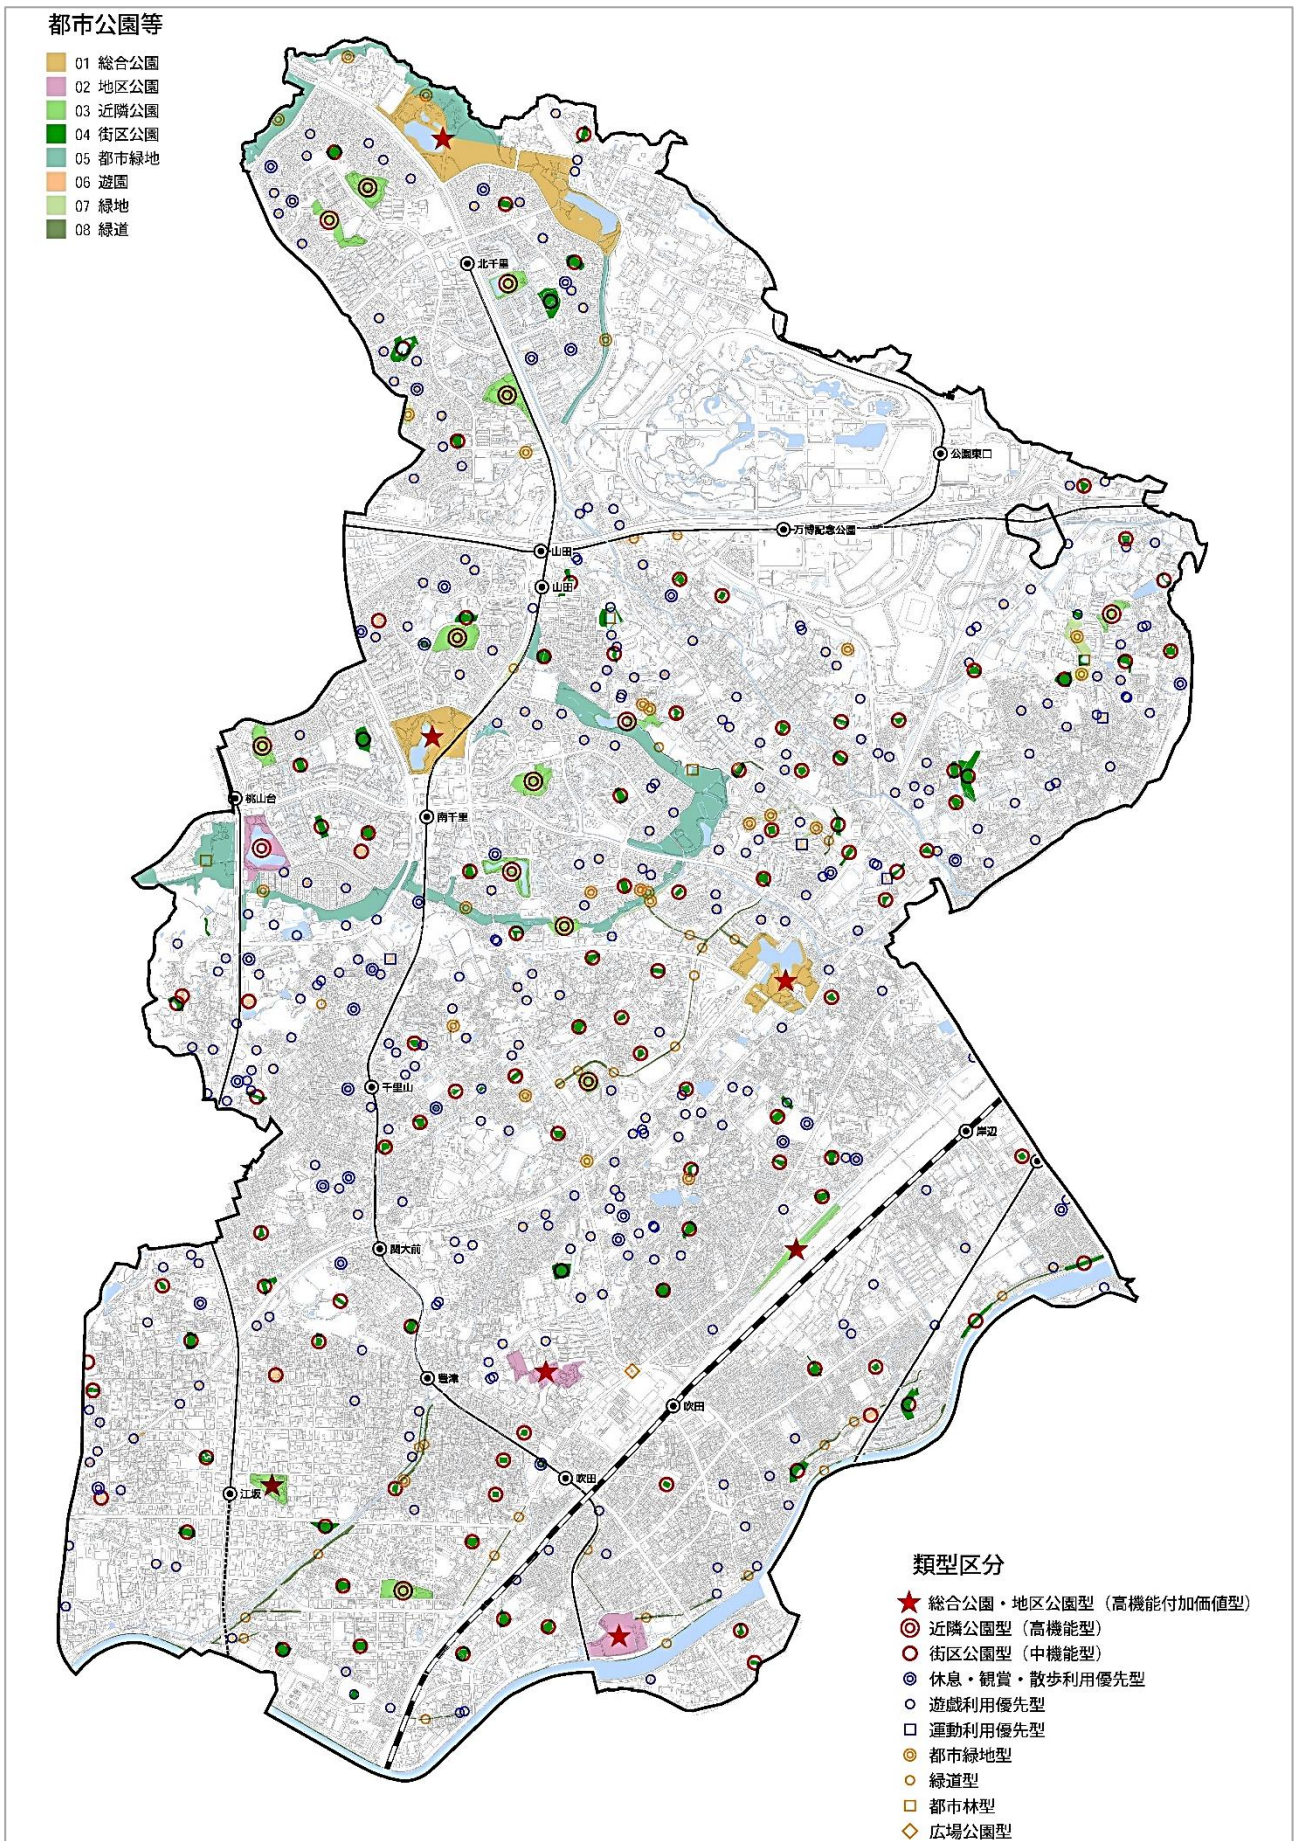 都市公園等
01 総合公園
02 地区公園
03 近隣公園
04 街区公園
05 都市緑地
06 遊園
07 緑地
08 緑道
北千里
公園東口
万博記念公園
山田
山田
桃山台
南千里
千里山
岸辺
関大前
豊津
吹田
吹田
江坂
類型区分
総合公園・地区公園型（高機能付加価値型）
近隣公園型（高機能型）
街区公園型（中機能型）
休息・観賞・散歩利用優先型
遊戯利用優先型
運動利用優先型
都市緑地型
緑道型
都市林型
広場公園型